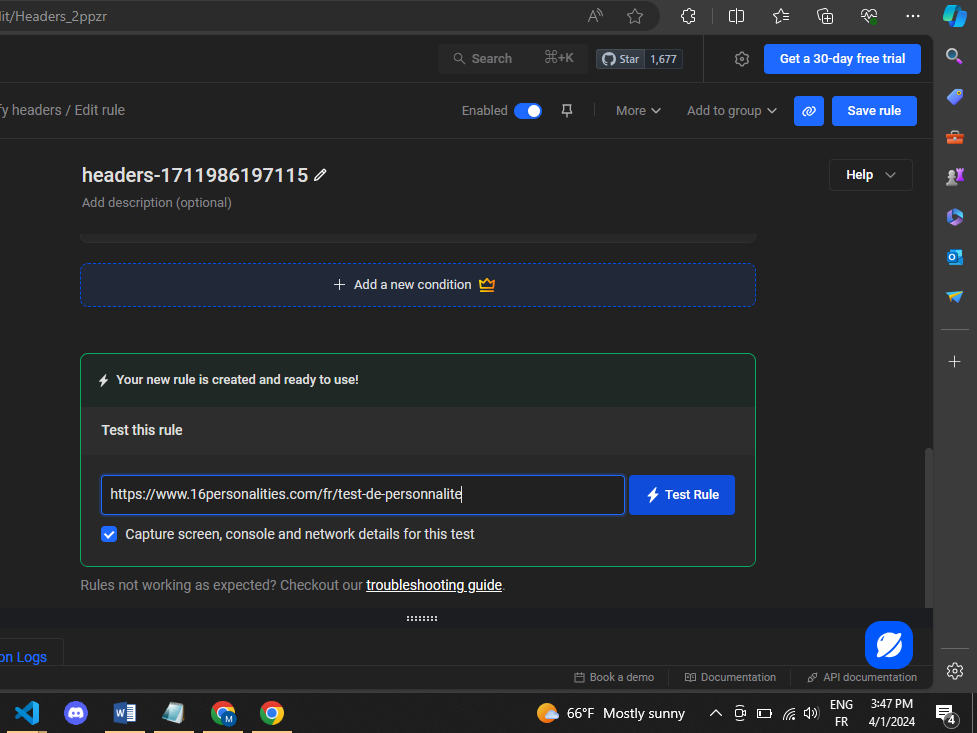 lit/Headers_2ppzr
Search ⌘+K Star 1,677 Get a 30-day free trial
fy headers / Edit rule Enabled More Add to group Save rule
headers-1711986197115 Help
Add description (optional)
+ Add a new condition
Your new rule is created and ready to use!
Test this rule
https://www.16personalities.com/fr/test-de-personnalite Test Rule
Capture screen, console and network details for this test
Rules not working as expected? Checkout our troubleshooting guide.
on Logs
Book a demo Documentation API documentation
66°F Mostly sunny ENG 3:47 PM
FR 4/1/2024 4